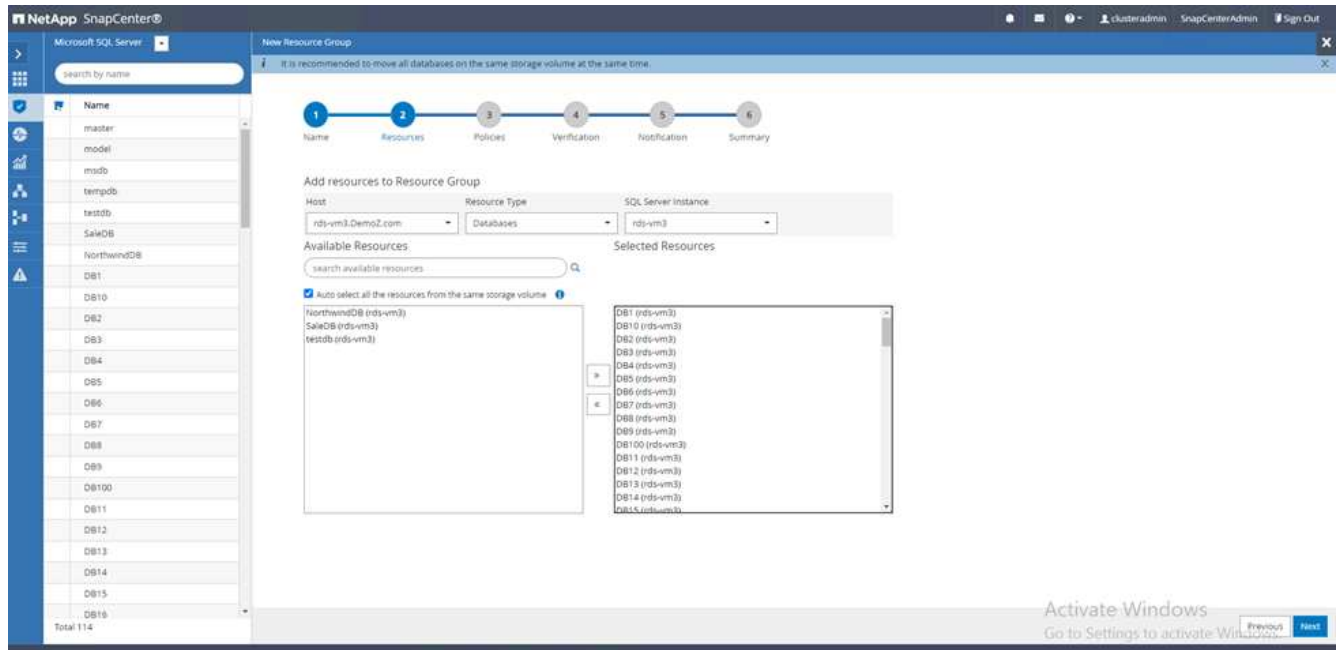 NetApp SnapCenter®
clusteradmin SnapCenterAdmin Sign Out
Microsoft SQL Server
search by name
Name
master
model
msdb
tempdb
testdb
SaleDB
NorthwindDB
DB1
DB10
DB2
DB3
DB4
DB5
DB6
DB7
DB8
DB9
DB100
DB11
DB12
DB13
DB14
DB15
DB16
Total 114
New Resource Group
It is recommended to move all databases on the same storage volume at the same time.
1 2 3 4 5 6
Name Resources Policies Verification Notification Summary
Add resources to Resource Group
Host Resource Type SQL Server Instance
rds-vm3.Demo2.com Databases rds-vm3
Available Resources
search available resources
Auto select all the resources from the same storage volume
NorthwindDB (rds-vm3)
SaleDB (rds-vm3)
testdb (rds-vm3)
»
«
Selected Resources
DB1 (rds-vm3)
DB10 (rds-vm3)
DB2 (rds-vm3)
DB3 (rds-vm3)
DB4 (rds-vm3)
DB5 (rds-vm3)
DB6 (rds-vm3)
DB7 (rds-vm3)
DB8 (rds-vm3)
DB9 (rds-vm3)
DB100 (rds-vm3)
DB11 (rds-vm3)
DB12 (rds-vm3)
DB13 (rds-vm3)
DB14 (rds-vm3)
DB15 (rds-vm3)
Activate Windows
Go to Settings to activate Windows.
Previous Next